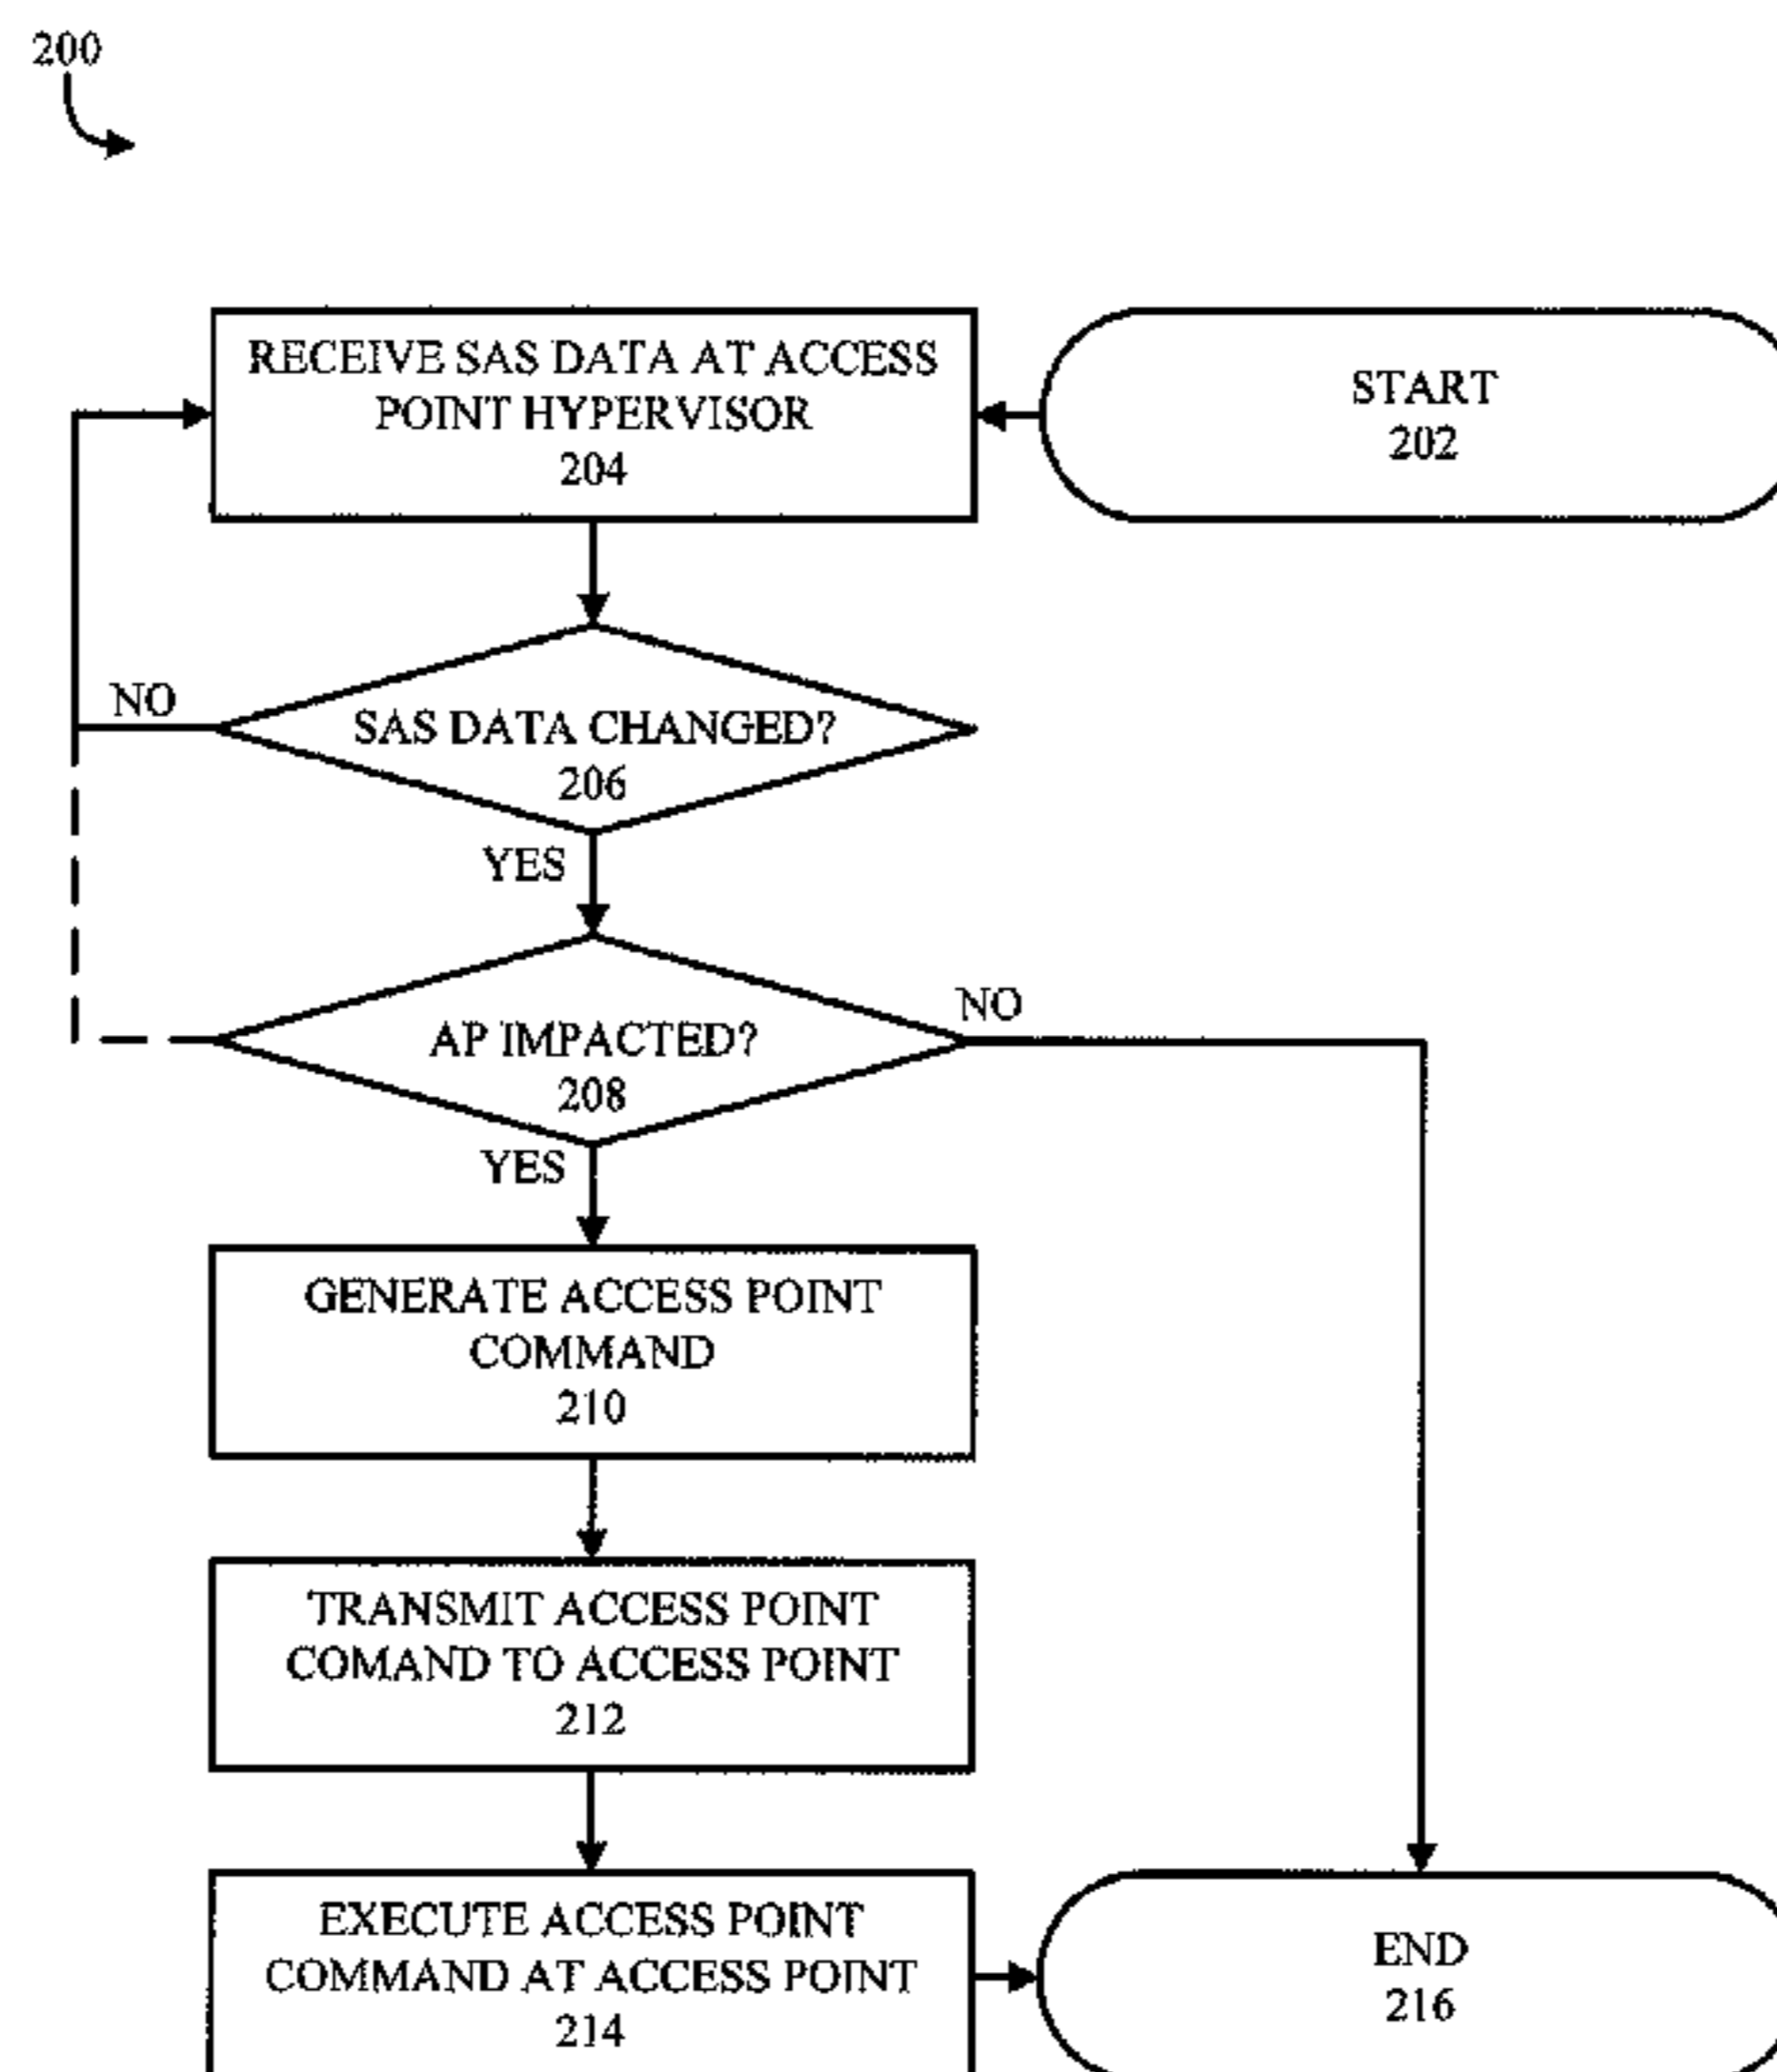 200
RECEIVE SAS DATA AT ACCESS
POINT HYPERVISOR
204
START
202
NO
SAS DATA CHANGED?
206
YES
NO
AP IMPACTED?
208
YES
GENERATE ACCESS POINT
COMMAND
210
TRANSMIT ACCESS POINT
COMAND TO ACCESS POINT
212
EXECUTE ACCESS POINT
COMMAND AT ACCESS POINT
214
END
216